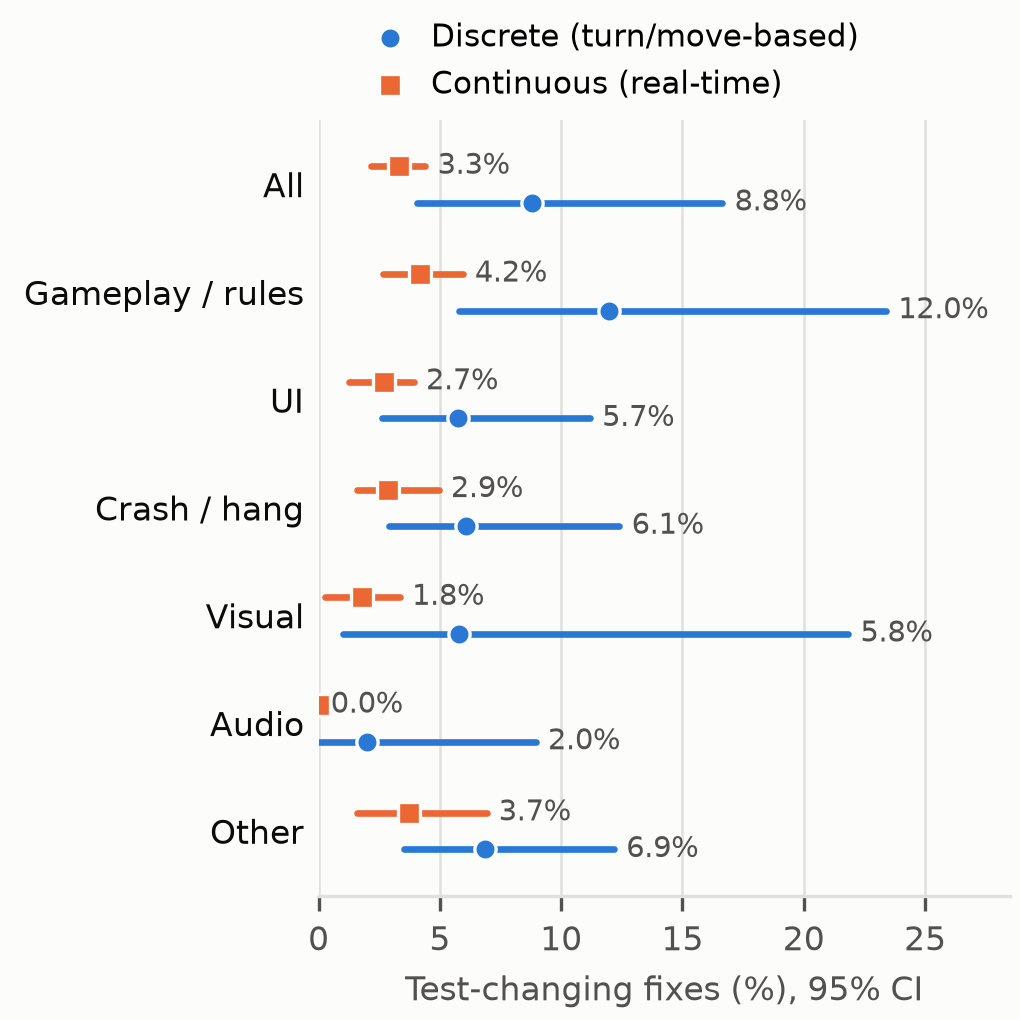 Discrete (turn/move-based)
Continuous (real-time)
All
3.3%
8.8%
Gameplay / rules
4.2%
12.0%
UI
2.7%
5.7%
Crash / hang
2.9%
6.1%
Visual
1.8%
5.8%
Audio
0.0%
2.0%
Other
3.7%
6.9%
0 5 10 15 20 25
Test-changing fixes (%), 95% CI